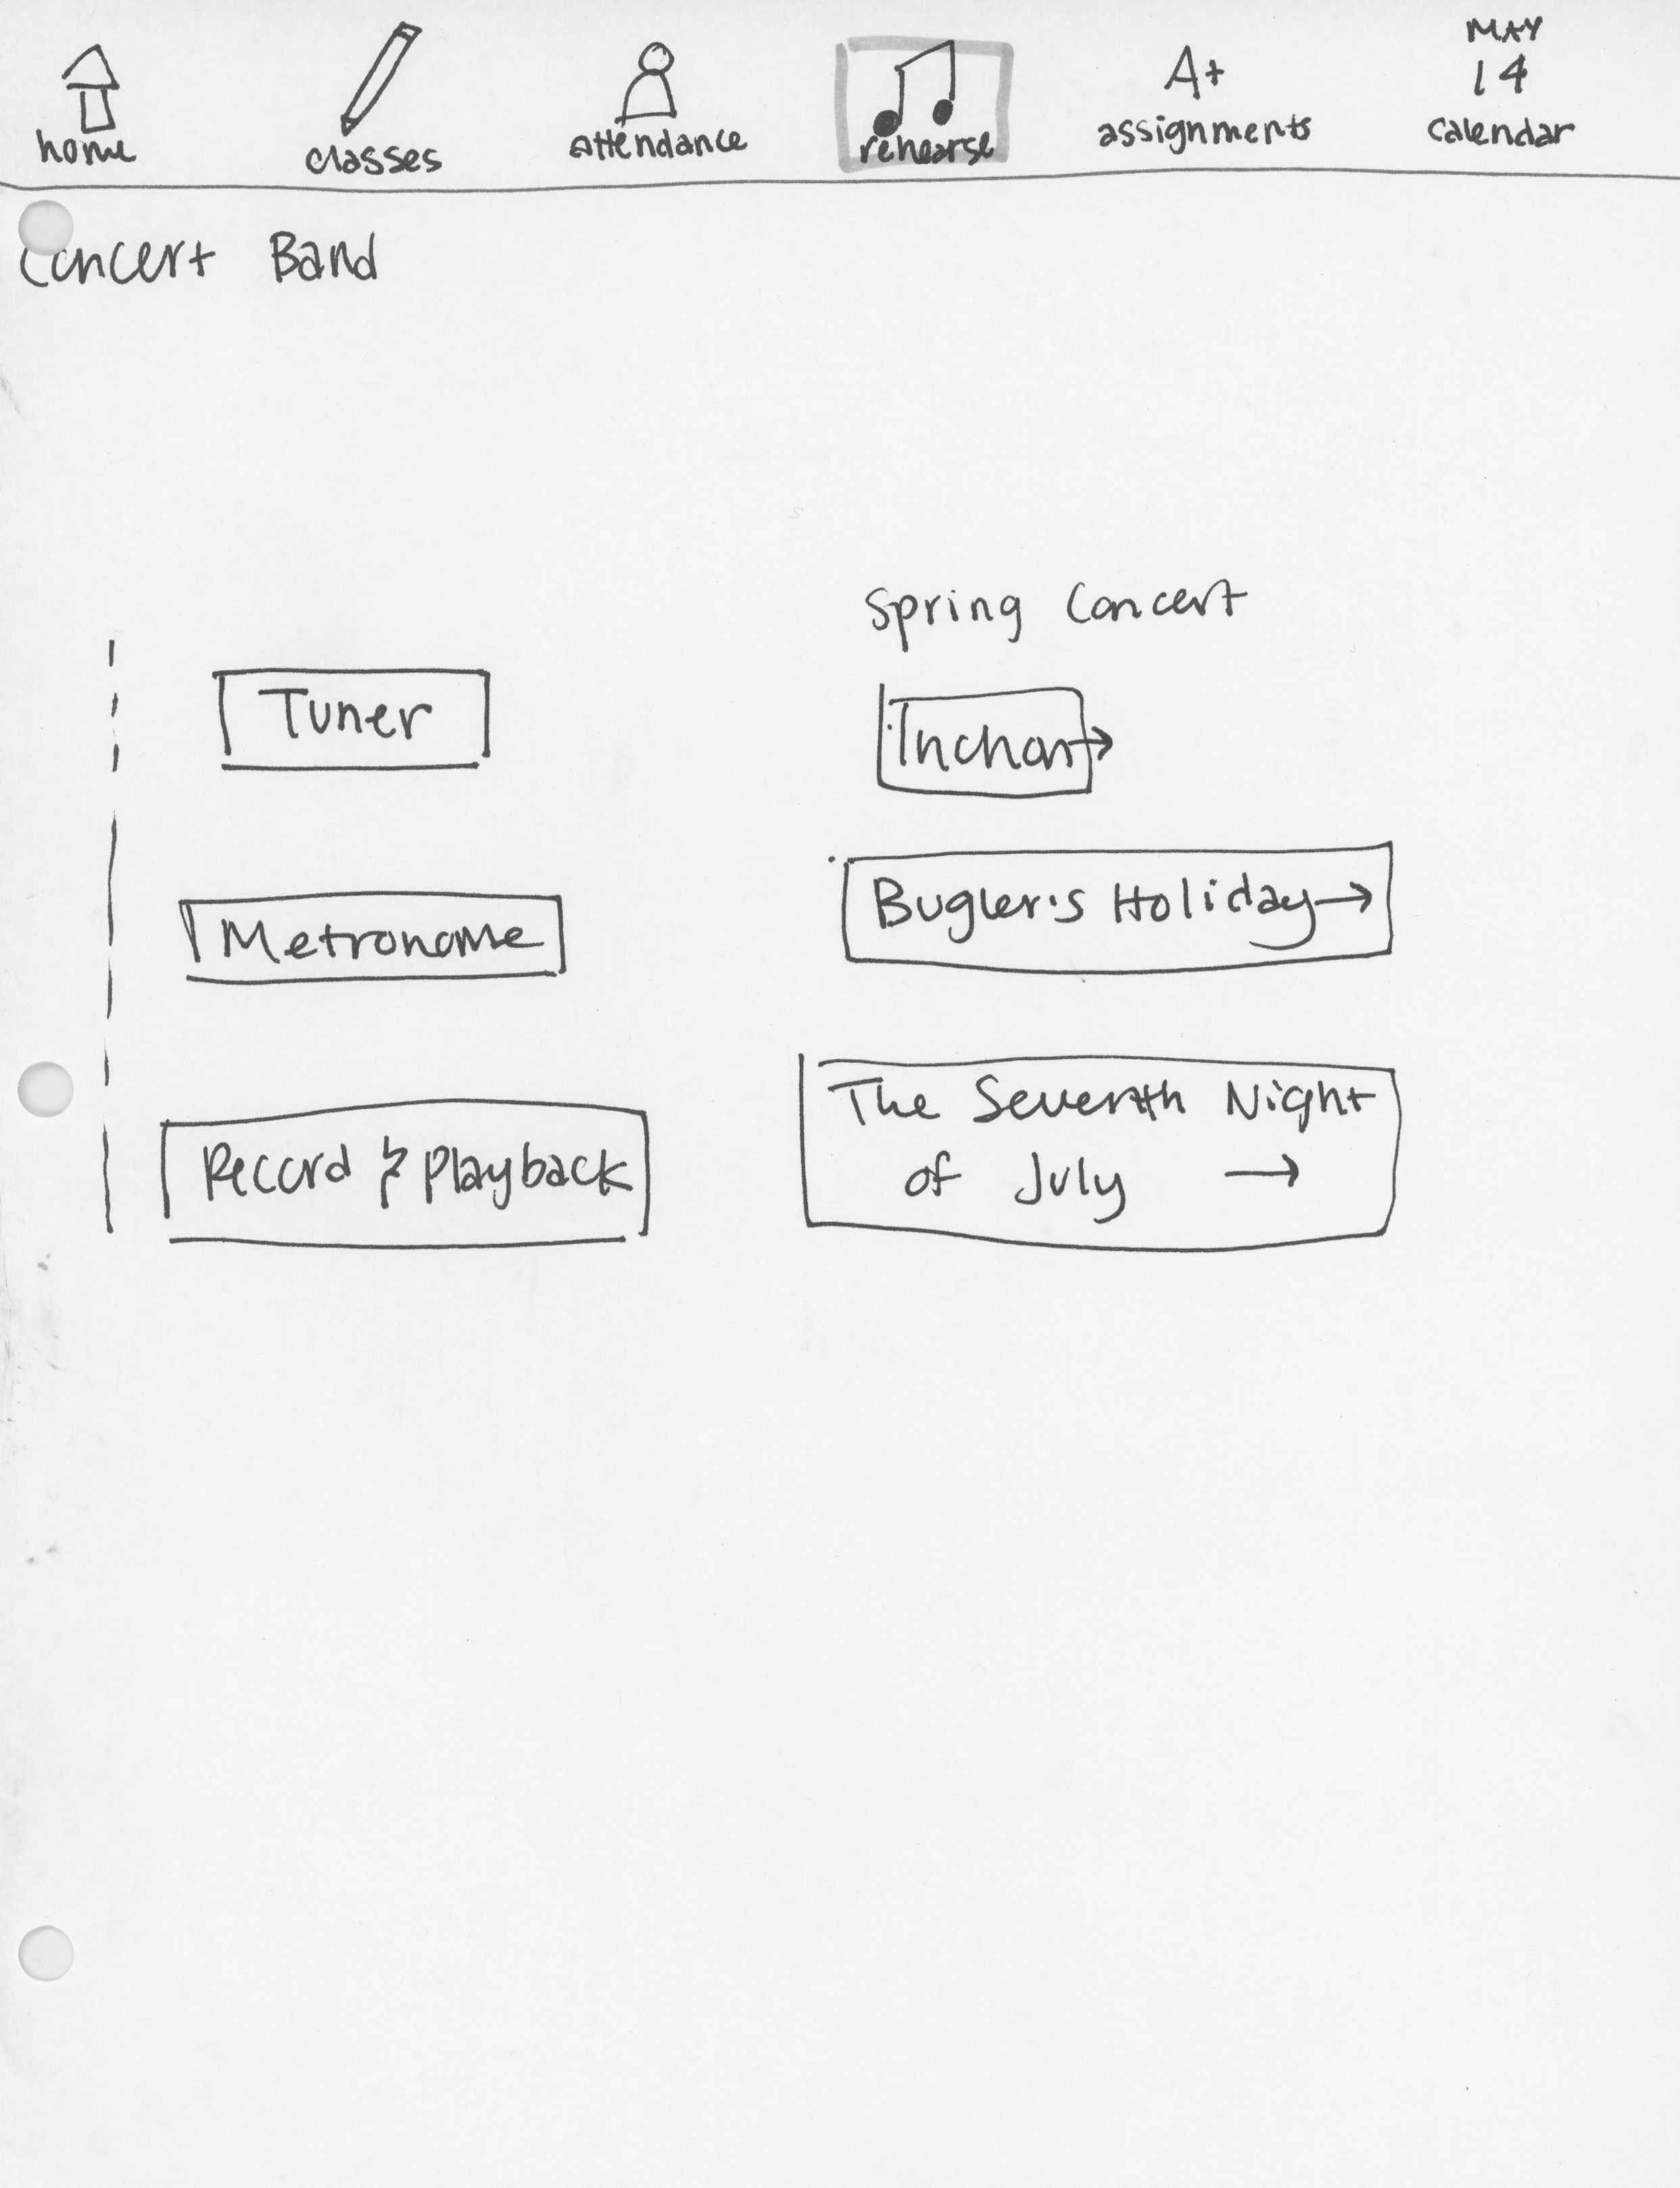 home
classes
attendance
rehearse
A+
assignments
MAY
14
calendar
Concert Band
Tuner
Metronome
Record & Playback
Spring Concert
Inchon →
Bugler's Holiday →
The Seventh Night
of July →